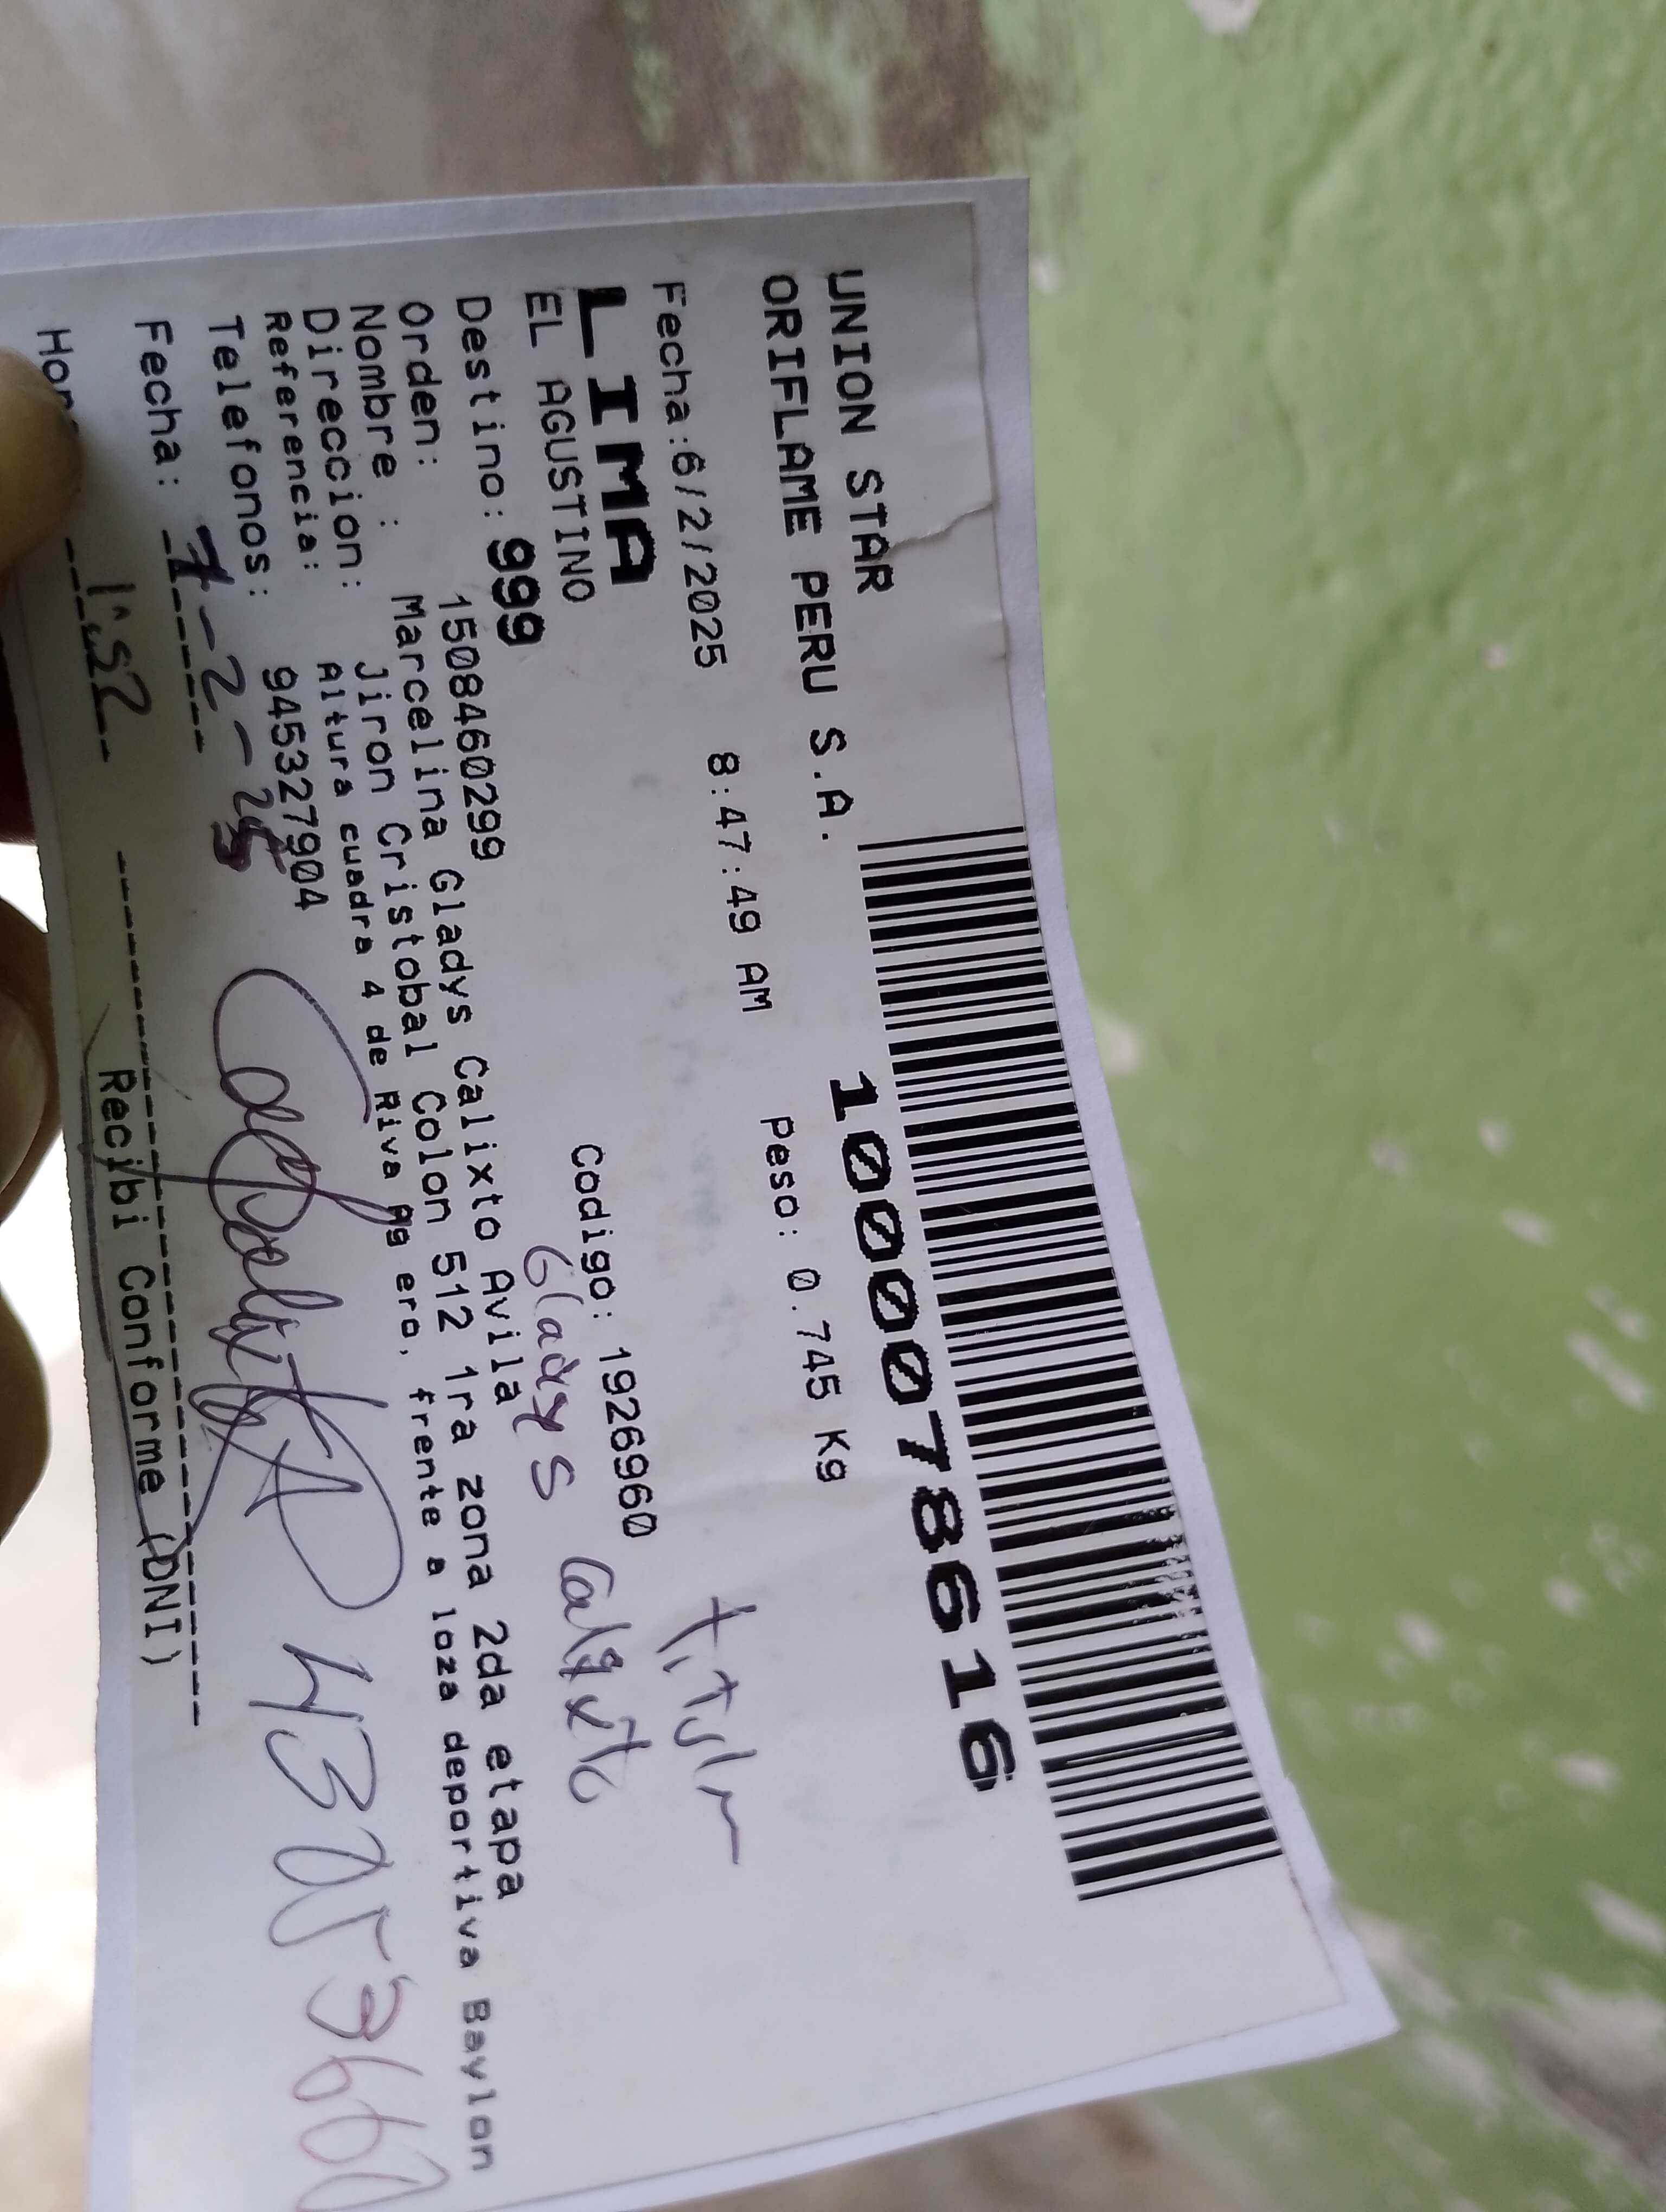 UNION STAR
ORIFLAME PERU S.A.
1000078616
Fecha:6/2/2025 8:47:49 AM Peso: 0.745 Kg
LIMA
EL AGUSTINO Codigo: 1926960
Destino: 999
Gladys Calixto
Orden: 1508460299
Nombre : Marcelina Gladys Calixto Avila
Direccion: Jiron Cristobal Colon 512 1ra zona 2da etapa
Referencia: Altura cuadra 4 de Riva Ag ero, frente a loza deportiva Baylon
Telefonos: 945327904
Fecha: 7-2-25
Recibi Conforme (DNI)